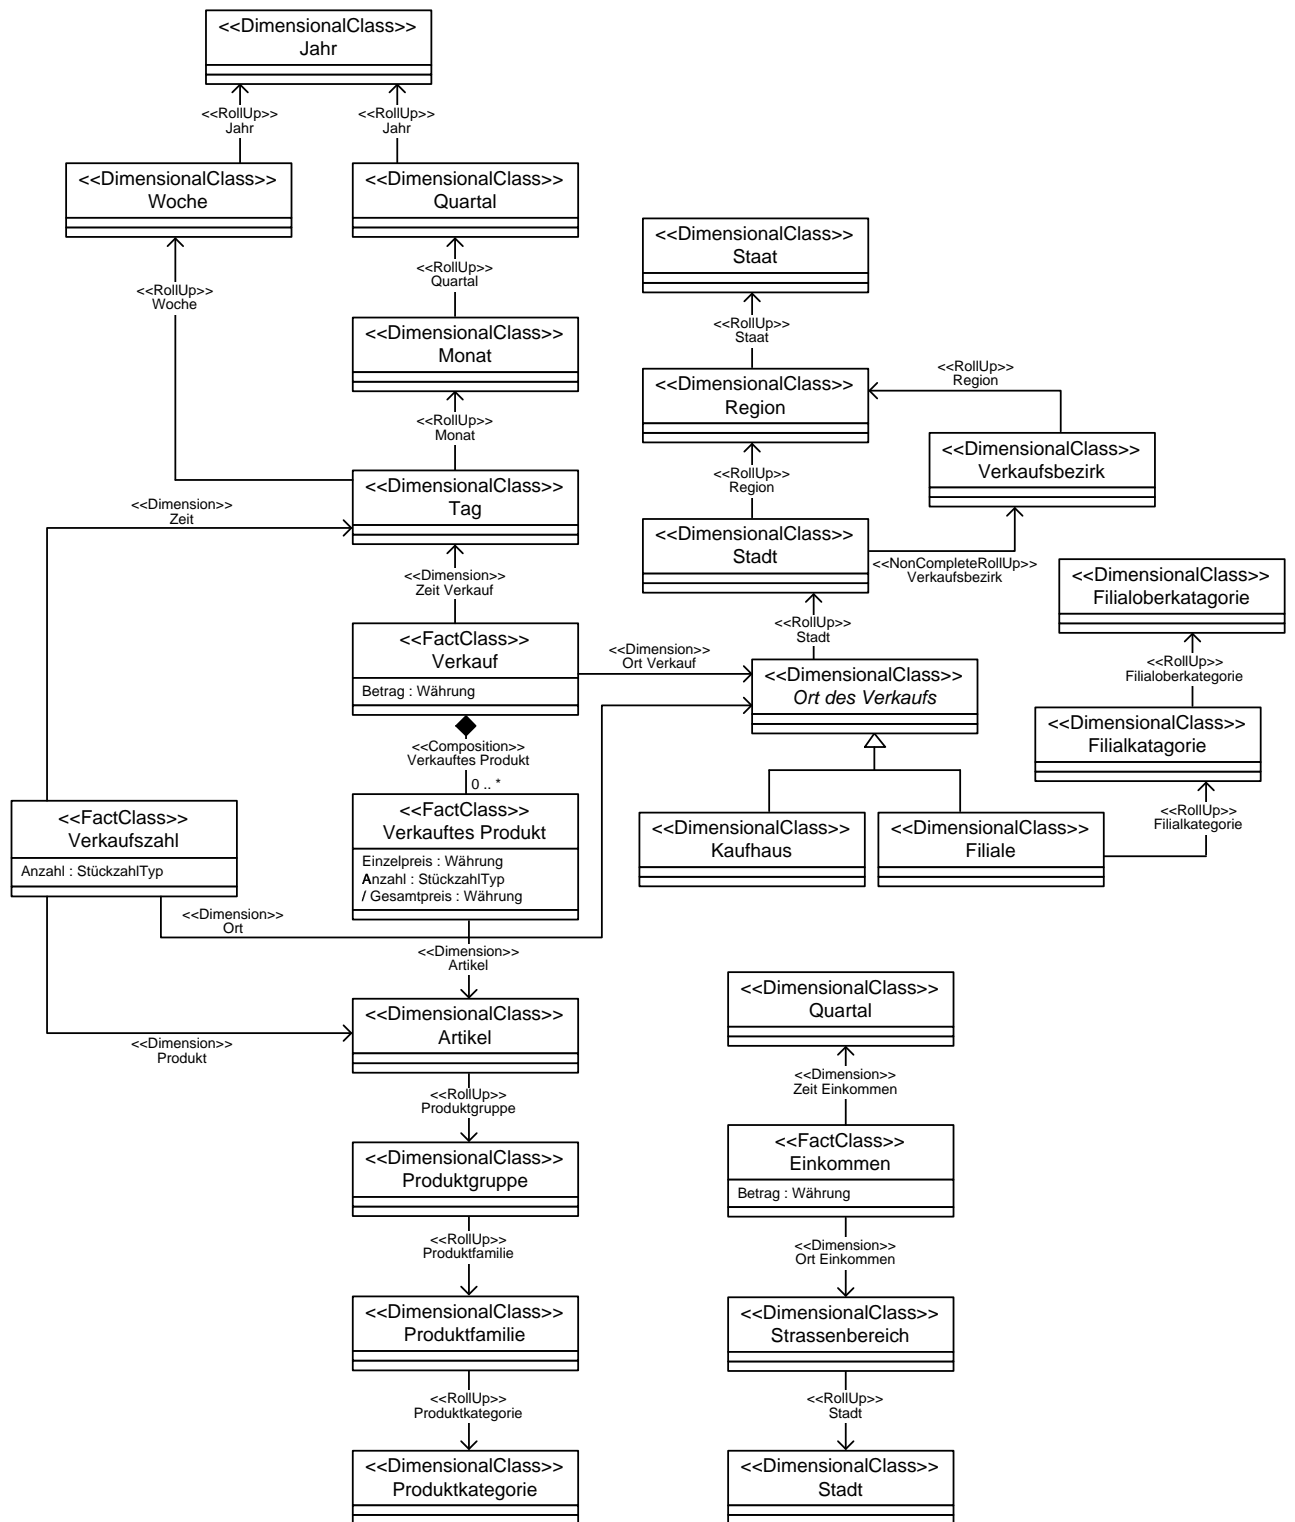 <<DimensionalClass>>
Jahr
<<RollUp>>
Jahr
<<RollUp>>
Jahr
<<DimensionalClass>>
Woche
<<DimensionalClass>>
Quartal
<<RollUp>>
Woche
<<RollUp>>
Quartal
<<DimensionalClass>>
Monat
<<RollUp>>
Monat
<<DimensionalClass>>
Tag
<<Dimension>>
Zeit
<<Dimension>>
Zeit Verkauf
<<DimensionalClass>>
Staat
<<RollUp>>
Staat
<<DimensionalClass>>
Region
<<RollUp>>
Region
<<RollUp>>
Region
<<DimensionalClass>>
Verkaufsbezirk
<<DimensionalClass>>
Stadt
<<NonCompleteRollUp>>
Verkaufsbezirk
<<RollUp>>
Stadt
<<DimensionalClass>>
Filialoberkatagorie
<<RollUp>>
Filialoberkategorie
<<DimensionalClass>>
Filialkatagorie
<<RollUp>>
Filialkategorie
<<FactClass>>
Verkauf
Betrag : Währung
<<Dimension>>
Ort Verkauf
<<DimensionalClass>>
Ort des Verkaufs
<<DimensionalClass>>
Kaufhaus
<<DimensionalClass>>
Filiale
<<Composition>>
Verkauftes Produkt
0 .. *
<<FactClass>>
Verkaufszahl
Anzahl : StückzahlTyp
<<FactClass>>
Verkauftes Produkt
Einzelpreis : Währung
Anzahl : StückzahlTyp
/ Gesamtpreis : Währung
<<Dimension>>
Ort
<<Dimension>>
Artikel
<<Dimension>>
Produkt
<<DimensionalClass>>
Artikel
<<RollUp>>
Produktgruppe
<<DimensionalClass>>
Produktgruppe
<<RollUp>>
Produktfamilie
<<DimensionalClass>>
Produktfamilie
<<RollUp>>
Produktkategorie
<<DimensionalClass>>
Produktkategorie
<<DimensionalClass>>
Quartal
<<Dimension>>
Zeit Einkommen
<<FactClass>>
Einkommen
Betrag : Währung
<<Dimension>>
Ort Einkommen
<<DimensionalClass>>
Strassenbereich
<<RollUp>>
Stadt
<<DimensionalClass>>
Stadt